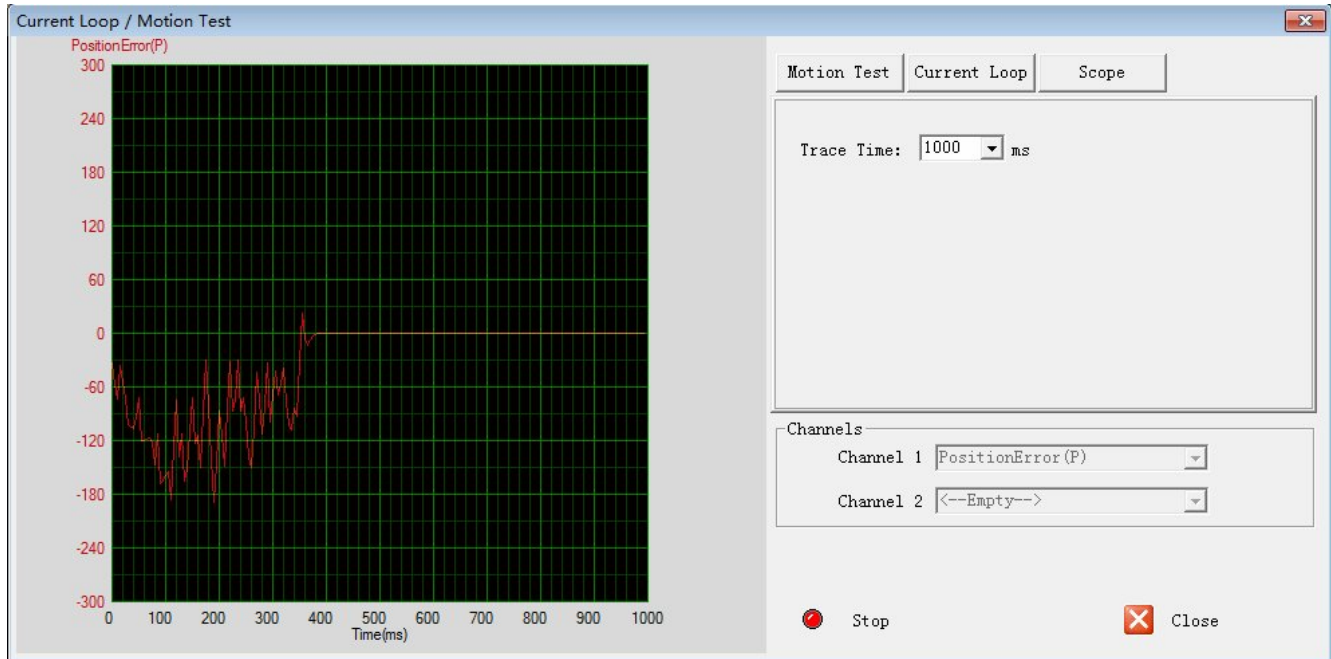 Current Loop / Motion Test
PositionError(P)
300
240
180
120
60
0
-60
-120
-180
-240
-300
0 100 200 300 400 500 600 700 800 900 1000
Time(ms)
Motion Test Current Loop Scope
Trace Time: 1000 ms
Channels
Channel 1 PositionError(P)
Channel 2 <--Empty-->
Stop Close